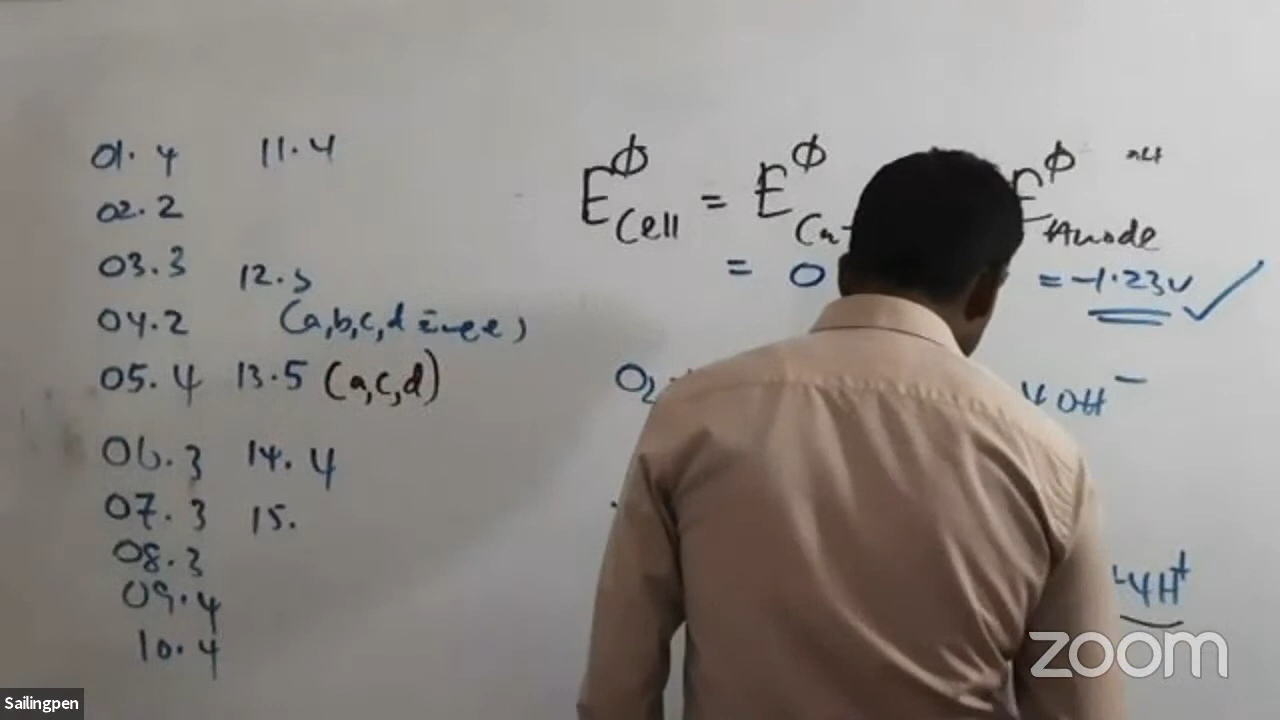 01. 4
02. 2
03. 3
04. 2
05. 4
06. 3
07. 3
08. 3
09. 4
10. 4
11. 4
12. 5
(a,b,c,d
13. 5 (a,c,d)
14. 4
15.
E^ϕ Cell = E^ϕ Ca E^ϕ Anode
= 0 = -1.23V ✓
O2 4OH⁻
4H⁺
zoom
Sailingpen